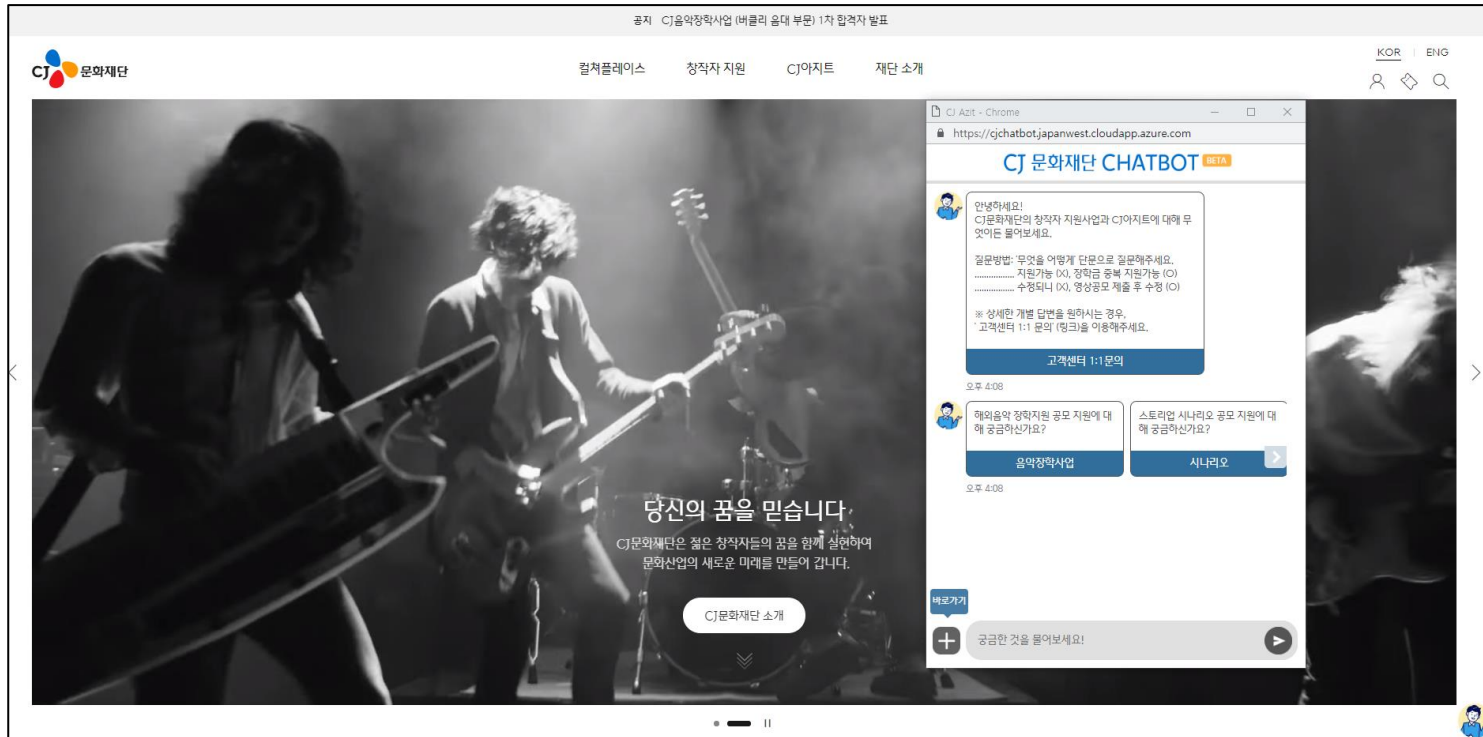 공지 CJ음악장학사업 (버클리 음대 부문) 1차 합격자 발표
KOR ENG
CJ 문화재단
컬쳐플레이스 창작자 지원 CJ아지트 재단 소개
당신의 꿈을 믿습니다
CJ문화재단은 젊은 창작자들의 꿈을 함께 실현하여
문화산업의 새로운 미래를 만들어 갑니다.
CJ문화재단 소개
CJ Azit - Chrome
https://cjchatbot.japanwest.cloudapp.azure.com
CJ 문화재단 CHATBOT BETA
안녕하세요!
CJ문화재단의 창작자 지원사업과 CJ아지트에 대해 무
엇이든 물어보세요.
질문방법: '무엇을 어떻게' 단문으로 질문해주세요.
................ 지원가능 (X), 장학금 중복 지원가능 (O)
................ 수정되니 (X), 영상공모 제출 후 수정 (O)
※ 상세한 개별 답변을 원하시는 경우,
' 고객센터 1:1 문의' (링크)을 이용해주세요.
고객센터 1:1문의
오후 4:08
해외음악 장학지원 공모 지원에 대
해 궁금하신가요?
음악장학사업
스토리업 시나리오 공모 지원에 대
해 궁금하신가요?
시나리오
오후 4:08
바로가기
궁금한 것을 물어보세요!